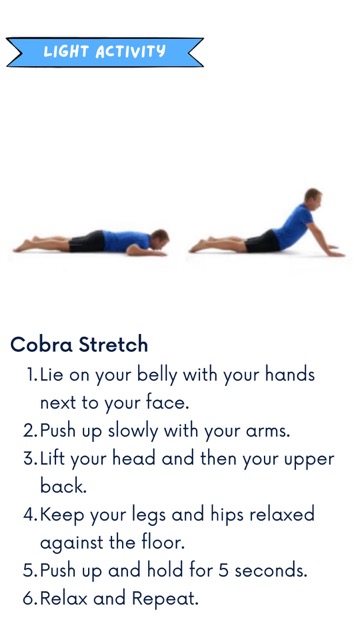 LIGHT ACTIVITY
Cobra Stretch
1.Lie on your belly with your hands
next to your face.
2.Push up slowly with your arms.
3.Lift your head and then your upper
back.
4.Keep your legs and hips relaxed
against the floor.
5.Push up and hold for 5 seconds.
6.Relax and Repeat.